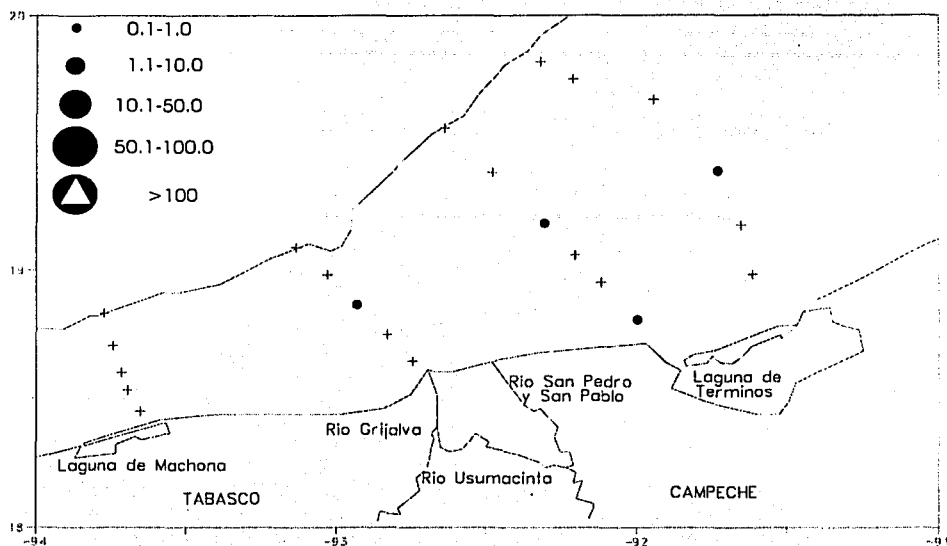 20
0.1-1.0
1.1-10.0
10.1-50.0
50.1-100.0
>100
19
Rio San Pedro
y San Pablo
Laguna de
Terminos
Rio Grijalva
Laguna de Machona
Rio Usumacinta
TABASCO
CAMPECHE
18
-94
-93
-92
-91